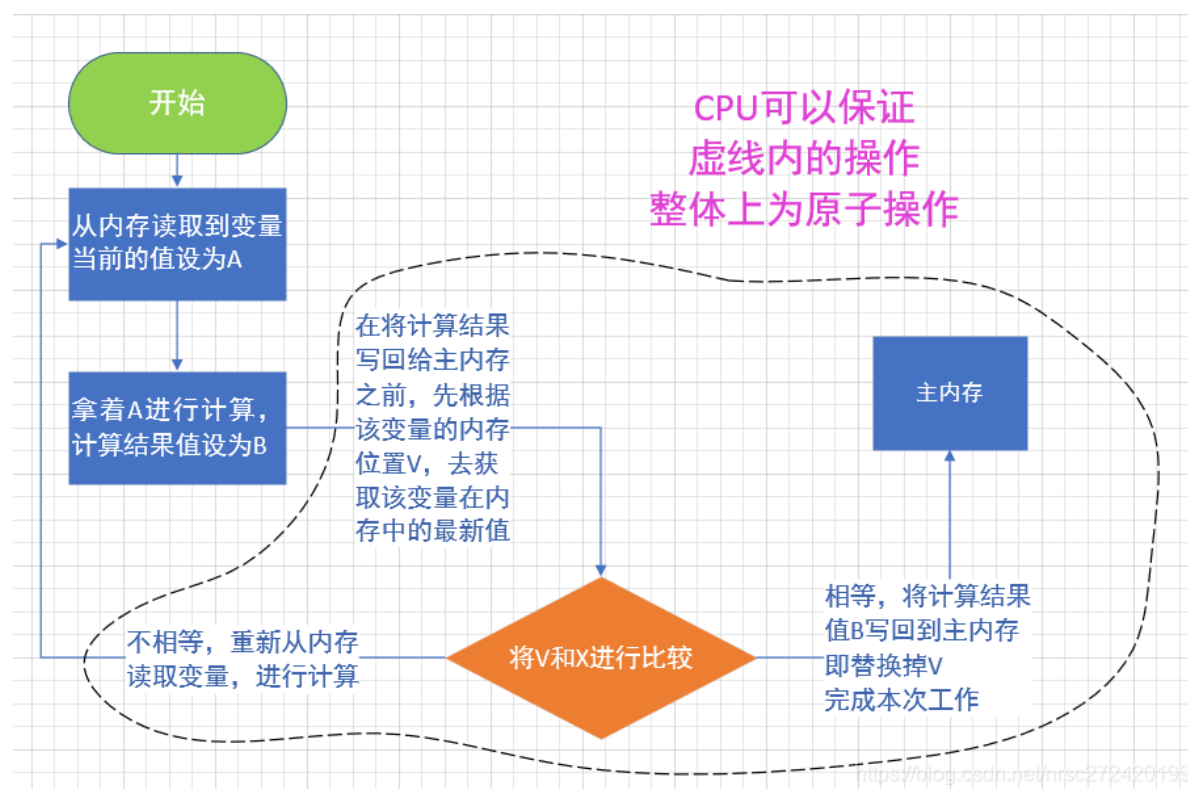 开始
CPU可以保证
虚线内的操作
整体上为原子操作
从内存读取到变量
当前的值设为A
拿着A进行计算，
计算结果值设为B
在将计算结果
写回给主内存
之前，先根据
该变量的内存
位置V，去获
取该变量在内
存中的最新值
主内存
将V和X进行比较
不相等，重新从内存
读取变量，进行计算
相等，将计算结果
值B写回到主内存
即替换掉V
完成本次工作
https://blog.csdn.net/nrsc272420199